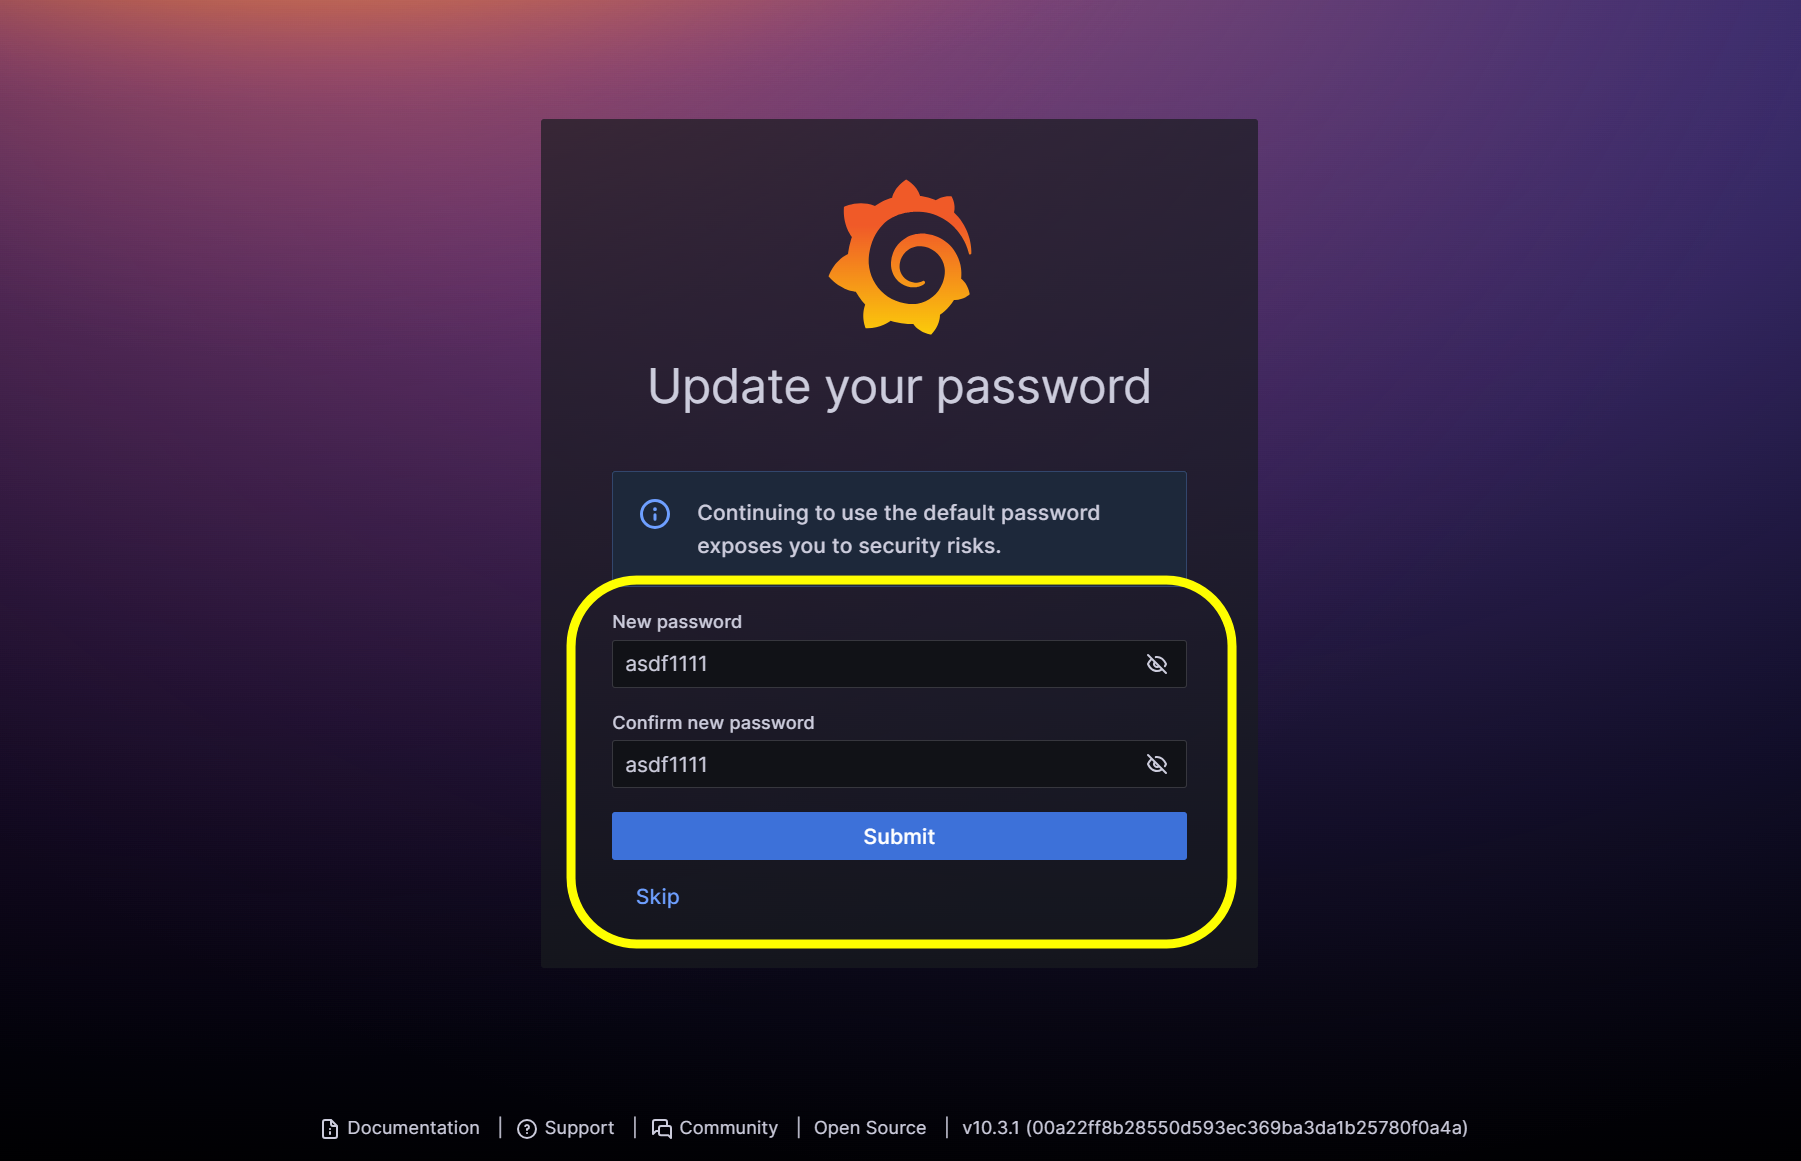 Update your password
Continuing to use the default password
exposes you to security risks.
New password
asdf1111
Confirm new password
asdf1111
Submit
Skip
Documentation | Support | Community | Open Source | v10.3.1 (00a22ff8b28550d593ec369ba3da1b25780f0a4a)